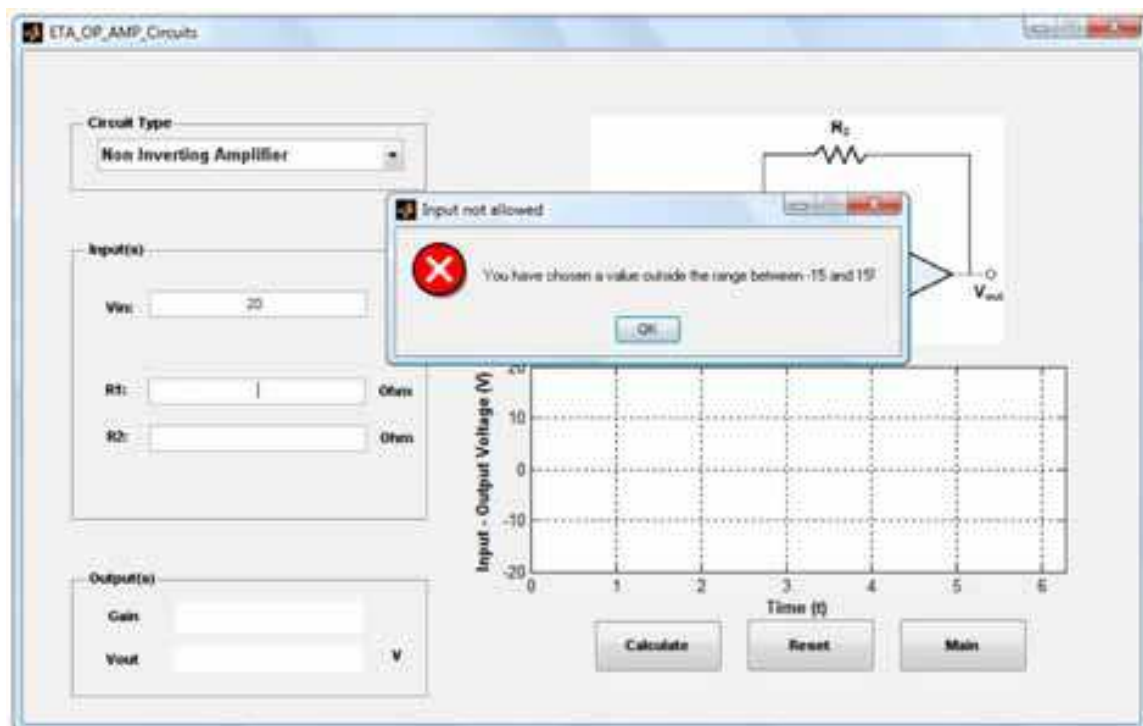 ETA_OP_AMP_Circuits
Circuit Type
Non Inverting Amplifier
R2
Input not allowed
You have chosen a value outside the range between -15 and 15!
OK
Vout
Input(s)
Vin: 20
R1: Ohm
R2: Ohm
Input - Output Voltage (V)
20
10
0
-10
-20
0 1 2 3 4 5 6
Time (t)
Output(s)
Gain
Vout V
Calculate Reset Main